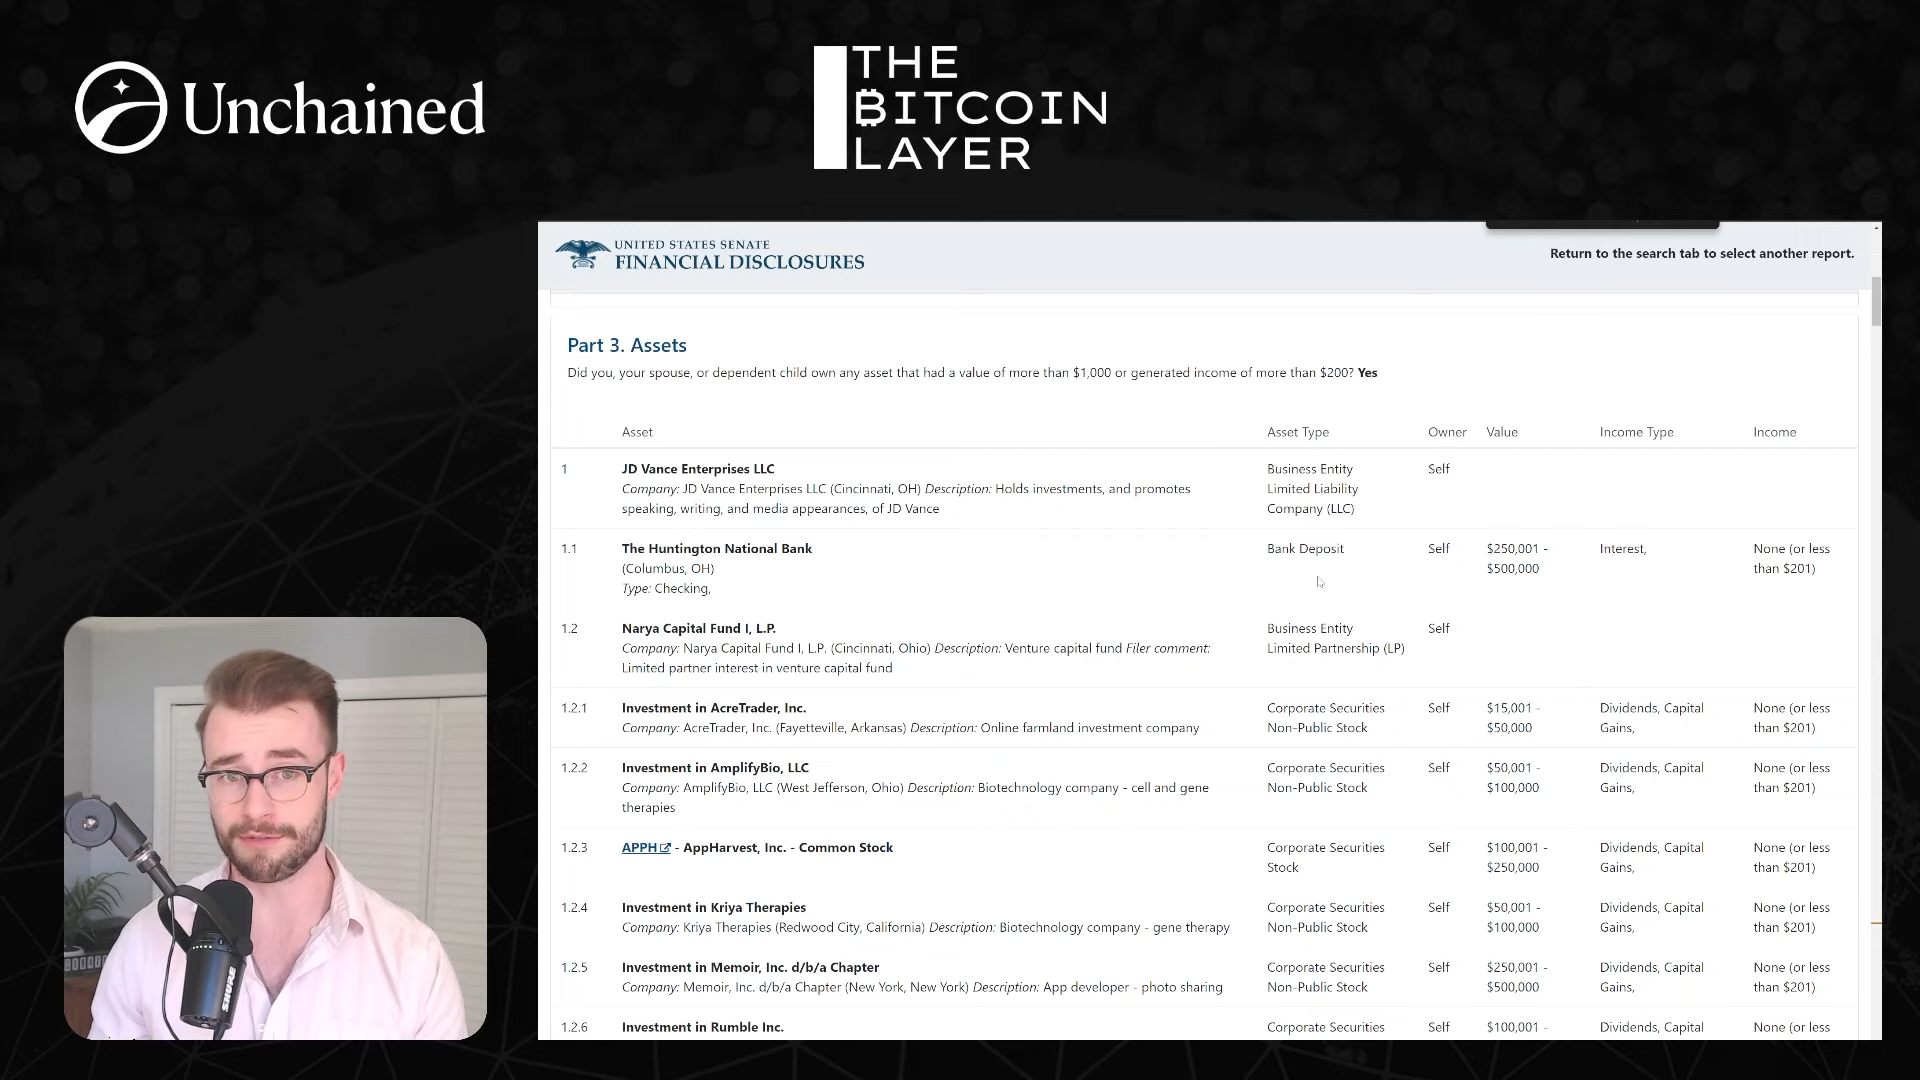 Unchained
THE
BITCOIN
LAYER
UNITED STATES SENATE
FINANCIAL DISCLOSURES
Return to the search tab to select another report.
Part 3. Assets
Did you, your spouse, or dependent child own any asset that had a value of more than $1,000 or generated income of more than $200? Yes
Asset Asset Type Owner Value Income Type Income
1 JD Vance Enterprises LLC Business Entity Self
Company: JD Vance Enterprises LLC (Cincinnati, OH) Description: Holds investments, and promotes Limited Liability
speaking, writing, and media appearances, of JD Vance Company (LLC)
1.1 The Huntington National Bank Bank Deposit Self $250,001 - Interest, None (or less
(Columbus, OH) $500,000 than $201)
Type: Checking,
1.2 Narya Capital Fund I, L.P. Business Entity Self
Company: Narya Capital Fund I, L.P. (Cincinnati, Ohio) Description: Venture capital fund Filer comment: Limited Partnership (LP)
Limited partner interest in venture capital fund
1.2.1 Investment in AcreTrader, Inc. Corporate Securities Self $15,001 - Dividends, Capital None (or less
Company: AcreTrader, Inc. (Fayetteville, Arkansas) Description: Online farmland investment company Non-Public Stock $50,000 Gains, than $201)
1.2.2 Investment in AmplifyBio, LLC Corporate Securities Self $50,001 - Dividends, Capital None (or less
Company: AmplifyBio, LLC (West Jefferson, Ohio) Description: Biotechnology company - cell and gene Non-Public Stock $100,000 Gains, than $201)
therapies
1.2.3 APPH - AppHarvest, Inc. - Common Stock Corporate Securities Self $100,001 - Dividends, Capital None (or less
Stock $250,000 Gains, than $201)
1.2.4 Investment in Kriya Therapies Corporate Securities Self $50,001 - Dividends, Capital None (or less
Company: Kriya Therapies (Redwood City, California) Description: Biotechnology company - gene therapy Non-Public Stock $100,000 Gains, than $201)
1.2.5 Investment in Memoir, Inc. d/b/a Chapter Corporate Securities Self $250,001 - Dividends, Capital None (or less
Company: Memoir, Inc. d/b/a Chapter (New York, New York) Description: App developer - photo sharing Non-Public Stock $500,000 Gains, than $201)
1.2.6 Investment in Rumble Inc. Corporate Securities Self $100,001 - Dividends, Capital None (or less
SHURE